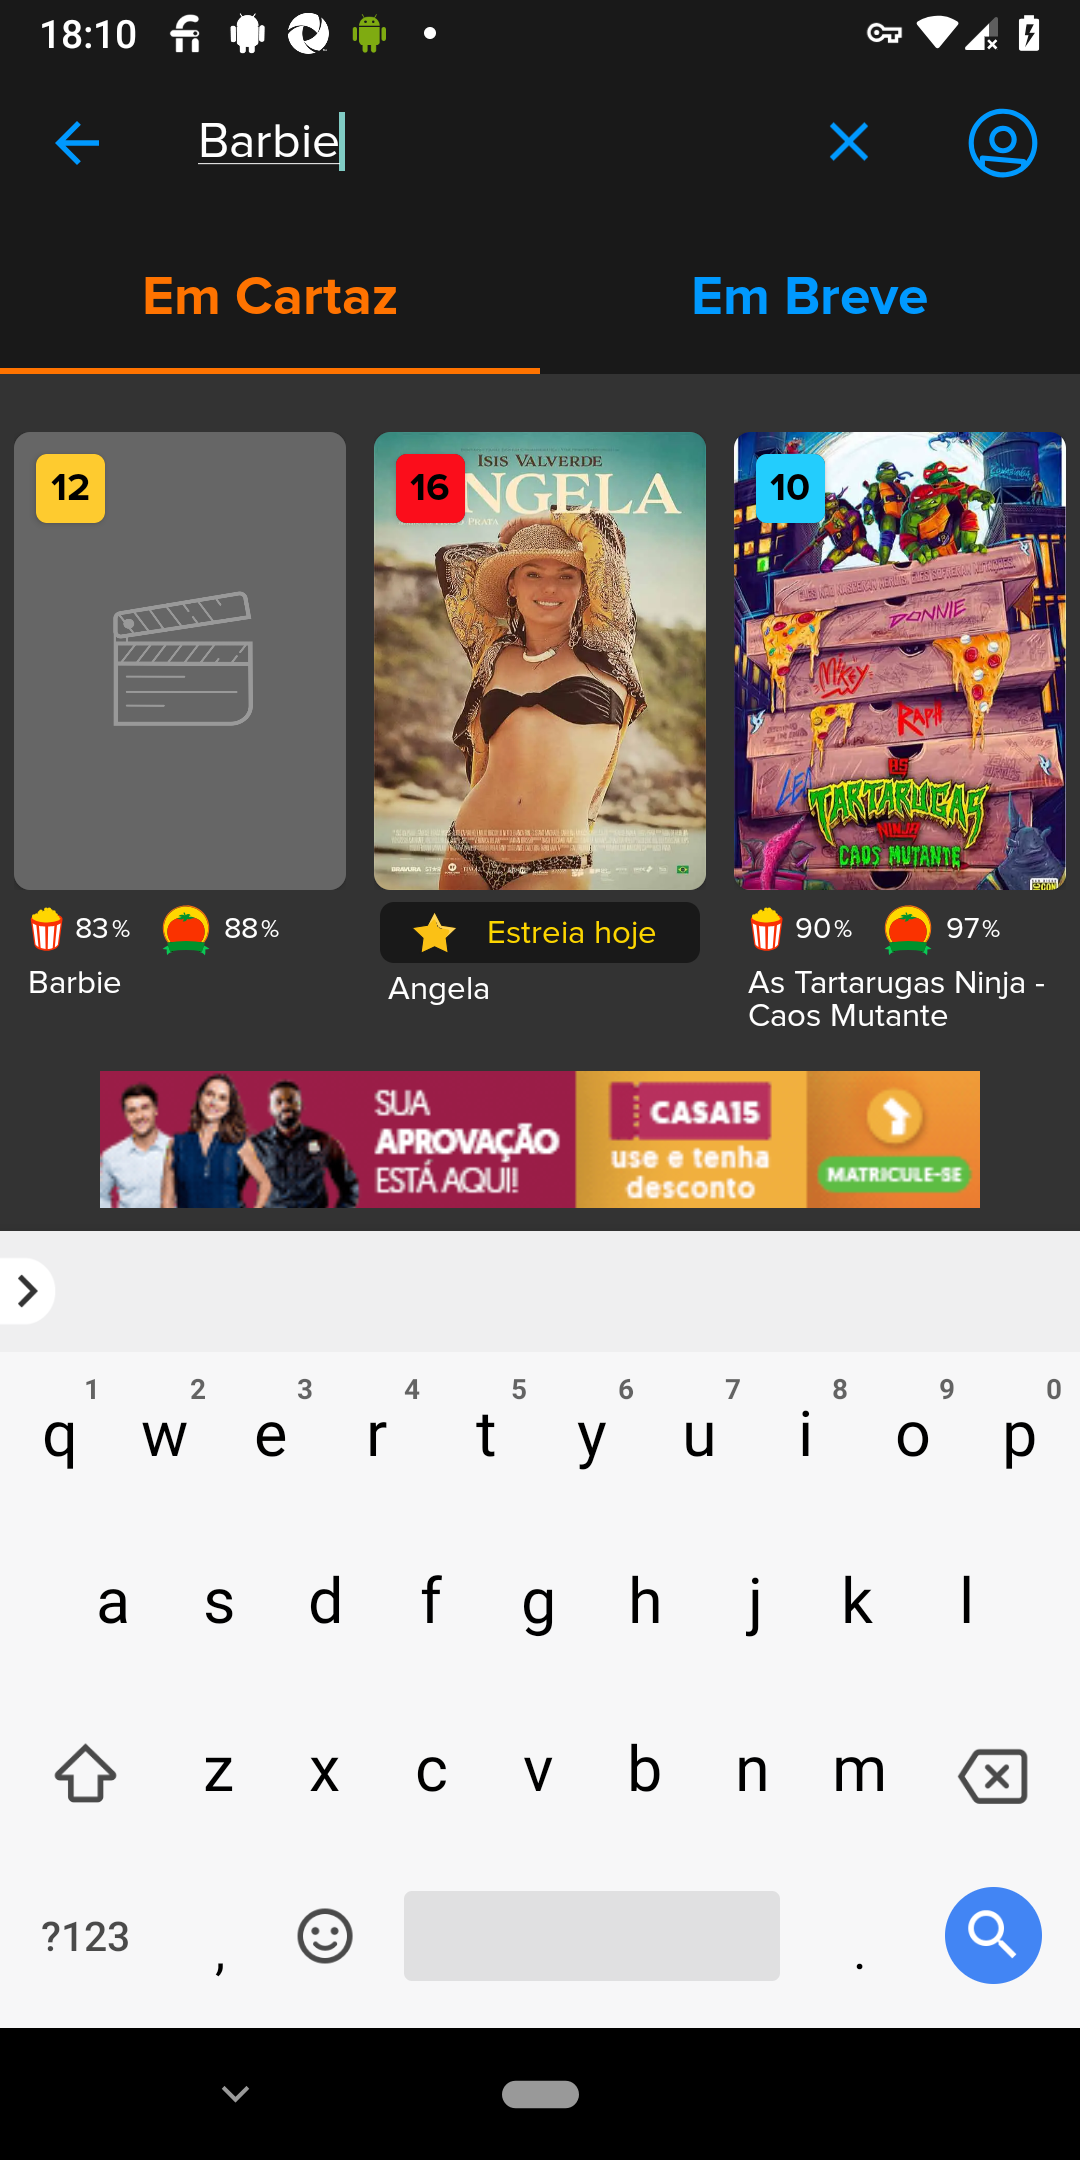 18:10
Barbie
Em Cartaz
Em Breve
12
16
10
ISIS VALVERDE
NGELA
PRATA
DONNIE
MIKEY
RAPH
LEO
AS
TARTARUGAS
NINJA
CAOS MUTANTE
83%
88%
Barbie
Estreia hoje
Angela
90%
97%
As Tartarugas Ninja -
Caos Mutante
SUA
APROVAÇÃO
ESTÁ AQUI!
CASA15
use e tenha
desconto
MATRICULE-SE
1 2 3 4 5 6 7 8 9 0
q w e r t y u i o p
a s d f g h j k l
z x c v b n m
?123 , .